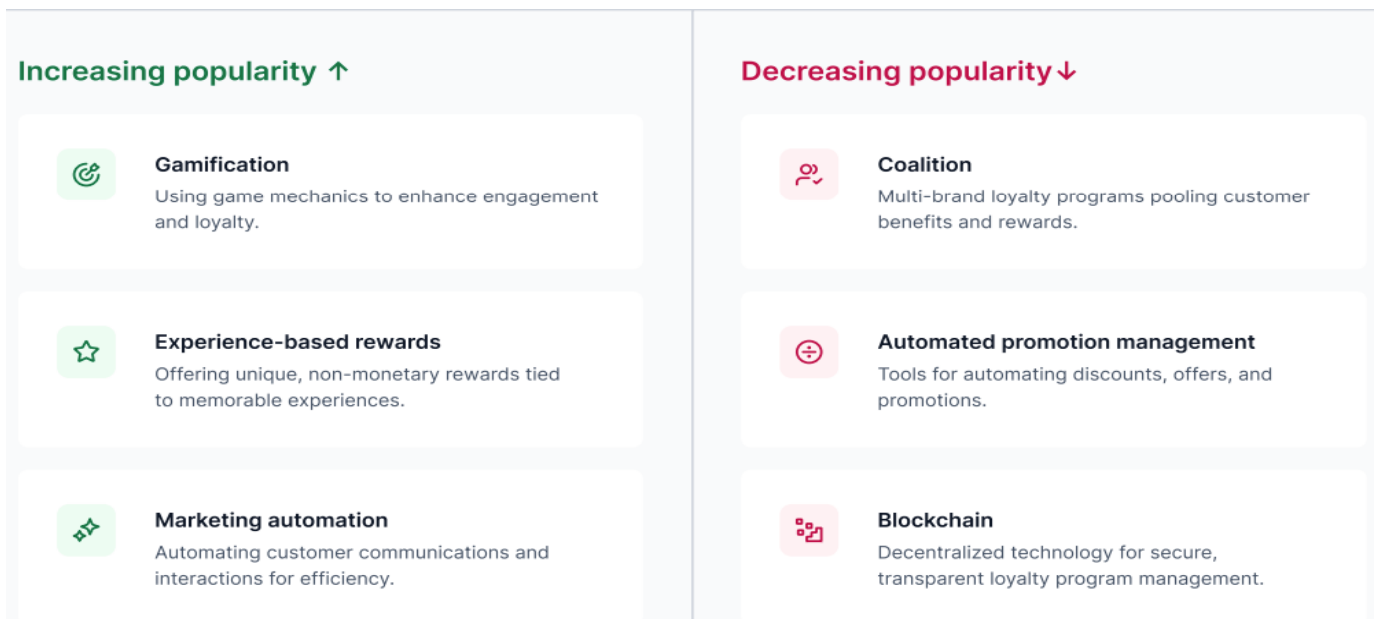 Increasing popularity ↑
Gamification
Using game mechanics to enhance engagement
and loyalty.
Experience-based rewards
Offering unique, non-monetary rewards tied
to memorable experiences.
Marketing automation
Automating customer communications and
interactions for efficiency.
Decreasing popularity↓
Coalition
Multi-brand loyalty programs pooling customer
benefits and rewards.
Automated promotion management
Tools for automating discounts, offers, and
promotions.
Blockchain
Decentralized technology for secure,
transparent loyalty program management.